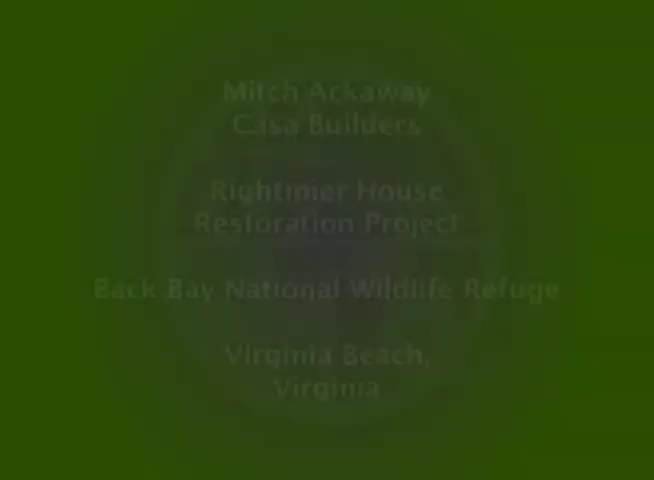 Mitch Ackaway
Casa Builders
Rightmier House
Restoration Project
Back Bay National Wildlife Refuge
Virginia Beach,
Virginia